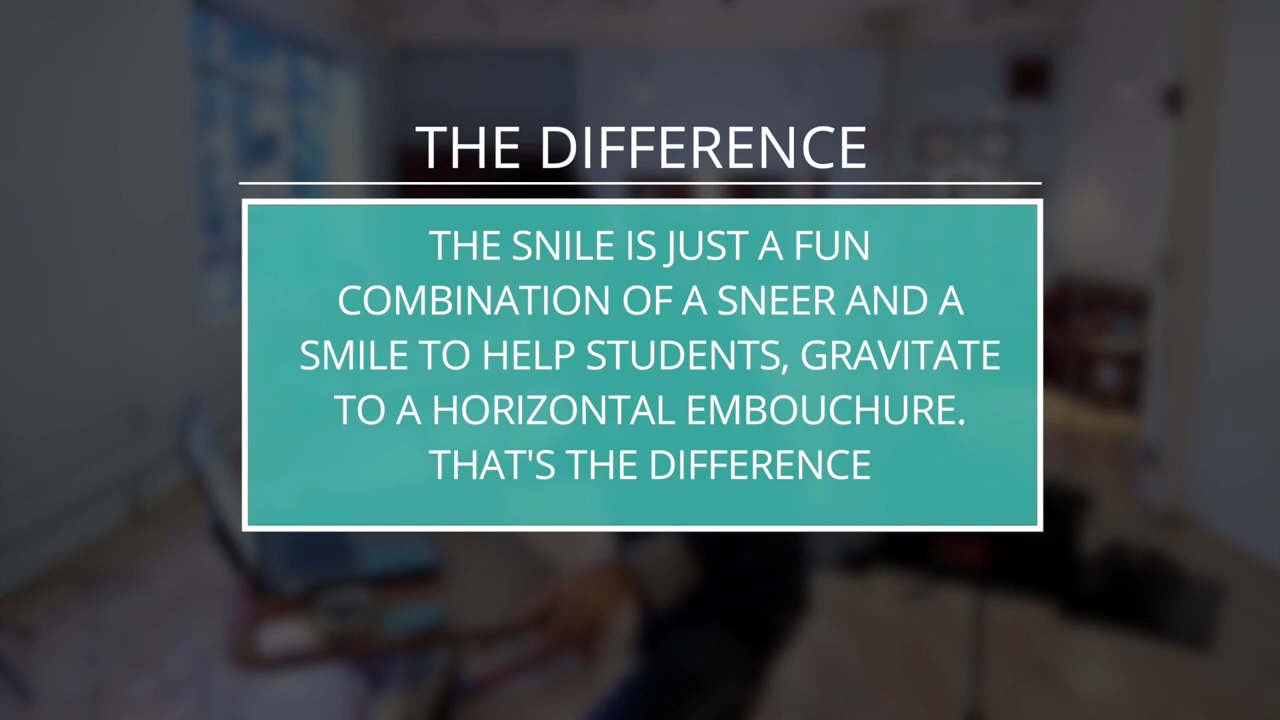 THE DIFFERENCE
THE SNILE IS JUST A FUN
COMBINATION OF A SNEER AND A
SMILE TO HELP STUDENTS, GRAVITATE
TO A HORIZONTAL EMBOUCHURE.
THAT'S THE DIFFERENCE